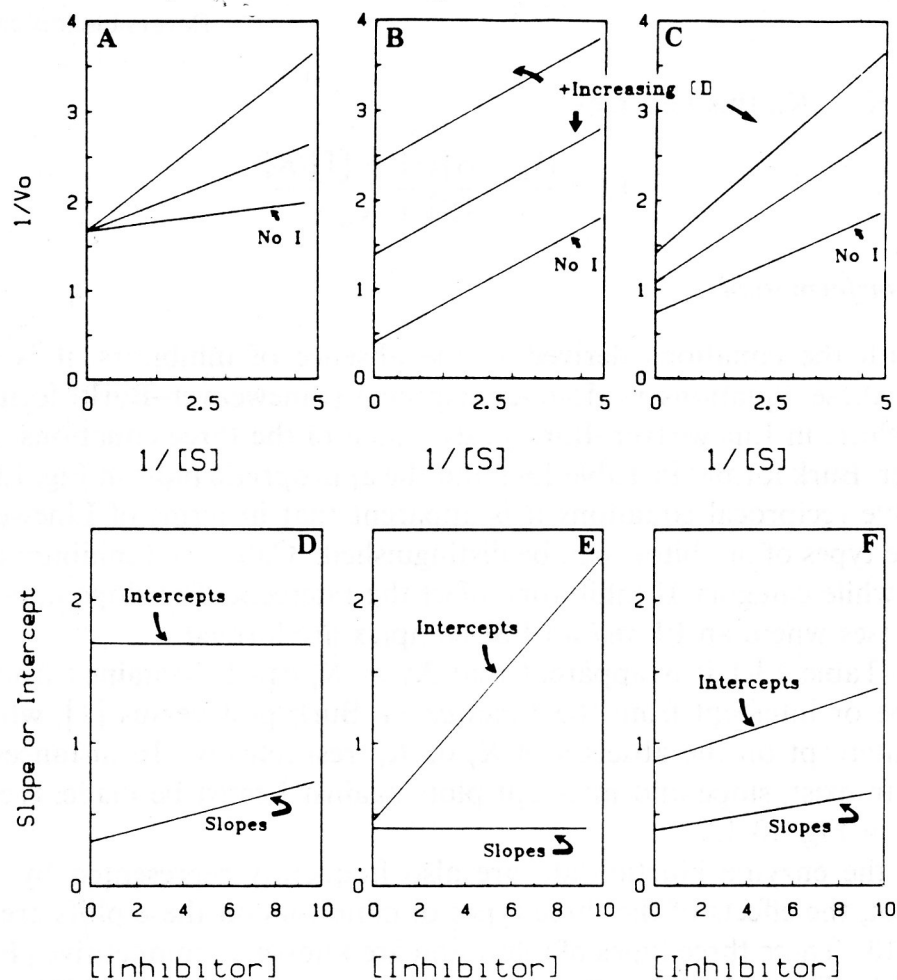 A
B
C
4
3
2
1
0
1/Vo
No I
0
2.5
5
1/[S]
4
3
2
1
0
+Increasing [I]
No I
0
2.5
5
1/[S]
4
3
2
1
0
No I
0
2.5
5
1/[S]
D
E
F
Slope or Intercept
2
1
0
Intercepts
Slopes
0 2 4 6 8 10
[Inhibitor]
2
1
0
Intercepts
Slopes
0 2 4 6 8 10
[Inhibitor]
2
1
0
Intercepts
Slopes
0 2 4 6 8 10
[Inhibitor]